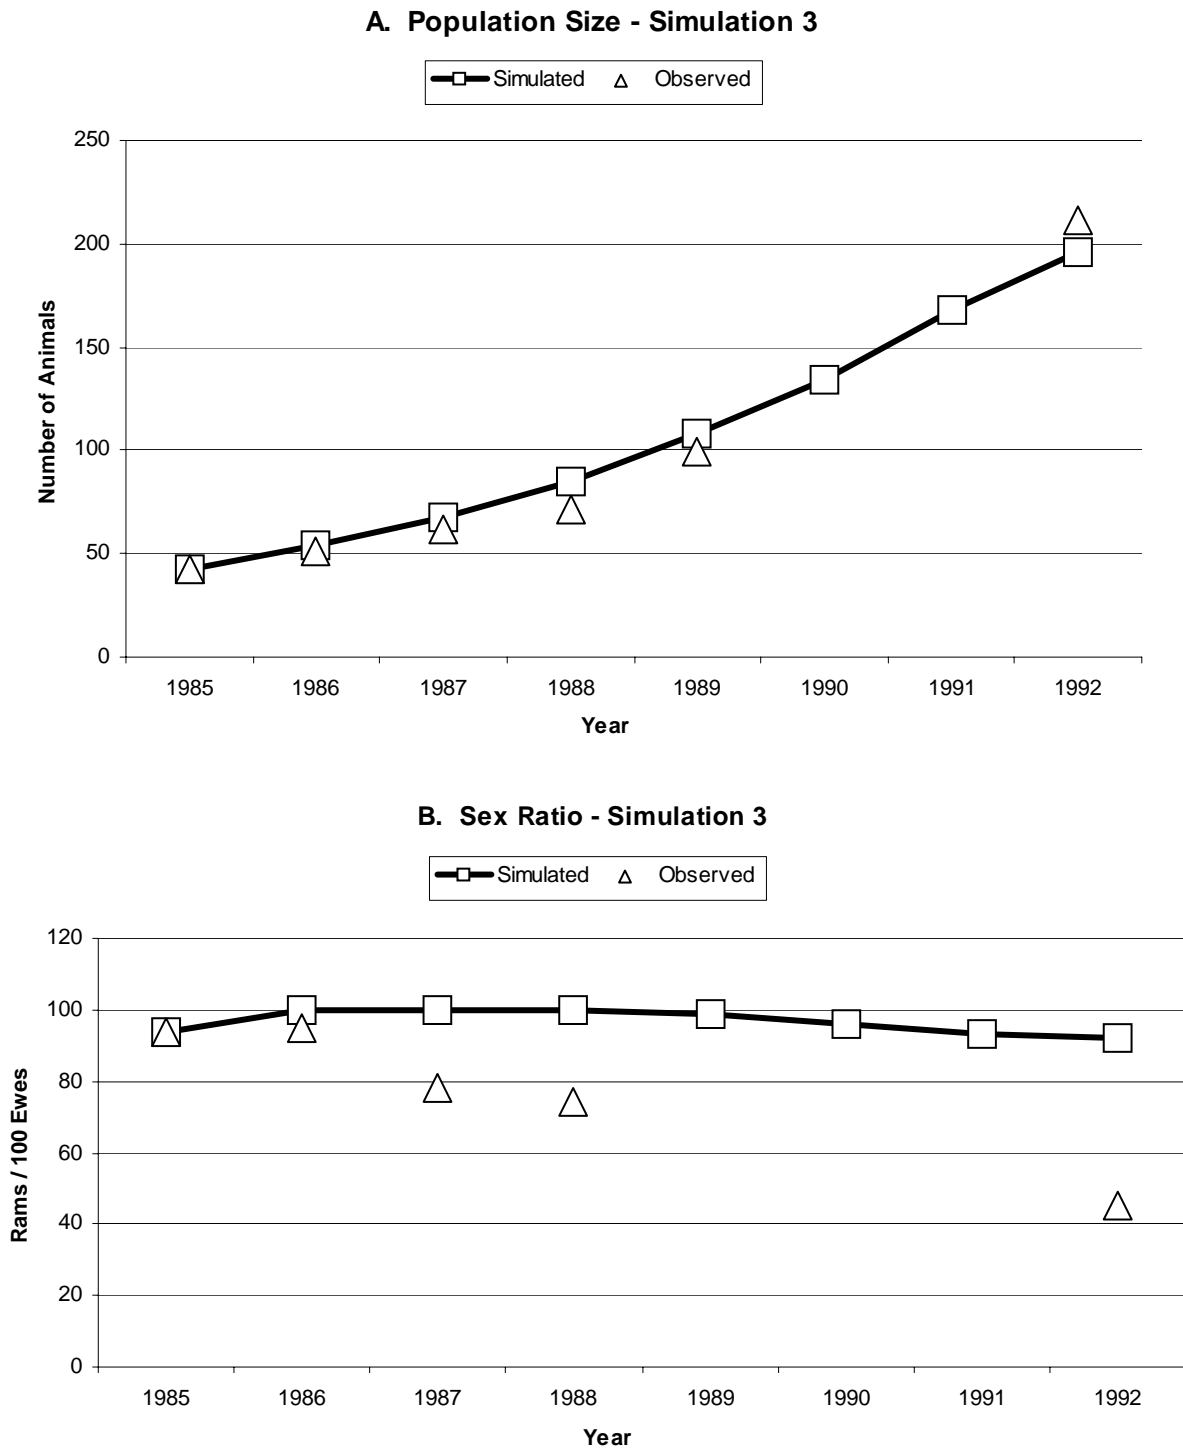 A. Population Size - Simulation 3
Simulated Observed
250
200
150
100
50
0
Number of Animals
1985 1986 1987 1988 1989 1990 1991 1992
Year
B. Sex Ratio - Simulation 3
Simulated Observed
120
100
80
60
40
20
0
Rams / 100 Ewes
1985 1986 1987 1988 1989 1990 1991 1992
Year